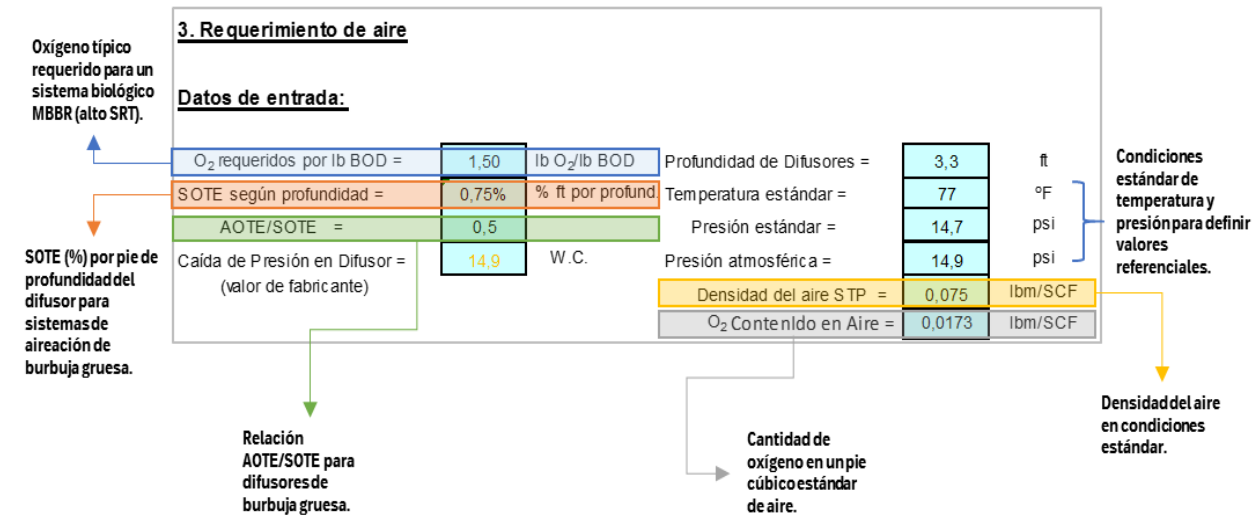 3. Requerimiento de aire
Oxígeno típico
requerido para un
sistema biológico
MBBR (alto SRT).
Datos de entrada:
O2 requeridos por lb BOD = 1,50 lb O2/lb BOD
SOTE según profundidad = 0,75% % ft por profund.
AOTE/SOTE = 0,5
Caída de Presión en Difusor = 14,9 W.C.
(valor de fabricante)
Profundidad de Difusores = 3,3 ft
Temperatura estándar = 77 ºF
Presión estándar = 14,7 psi
Presión atmosférica = 14,9 psi
Densidad del aire STP = 0,075 lbm/SCF
O2 Contenldo en Aire = 0,0173 lbm/SCF
Condiciones
estándar de
temperatura y
presión para definir
valores
referenciales.
SOTE (%) por pie de
profundidad del
difusor para
sistemas de
aireación de
burbuja gruesa.
Relación
AOTE/SOTE para
difusores de
burbuja gruesa.
Cantidad de
oxígeno en un pie
cúbico estándar
de aire.
Densidad del aire
en condiciones
estándar.